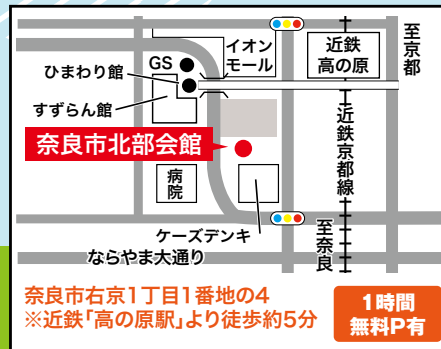 イオン
モール
近鉄
高の原
至京都
GS
ひまわり館
すずらん館
奈良市北部会館
近鉄京都線
病院
ケーズデンキ
至奈良
ならやま大通り
奈良市右京1丁目1番地の4
※近鉄「高の原駅」より徒歩約5分
1時間
無料P有